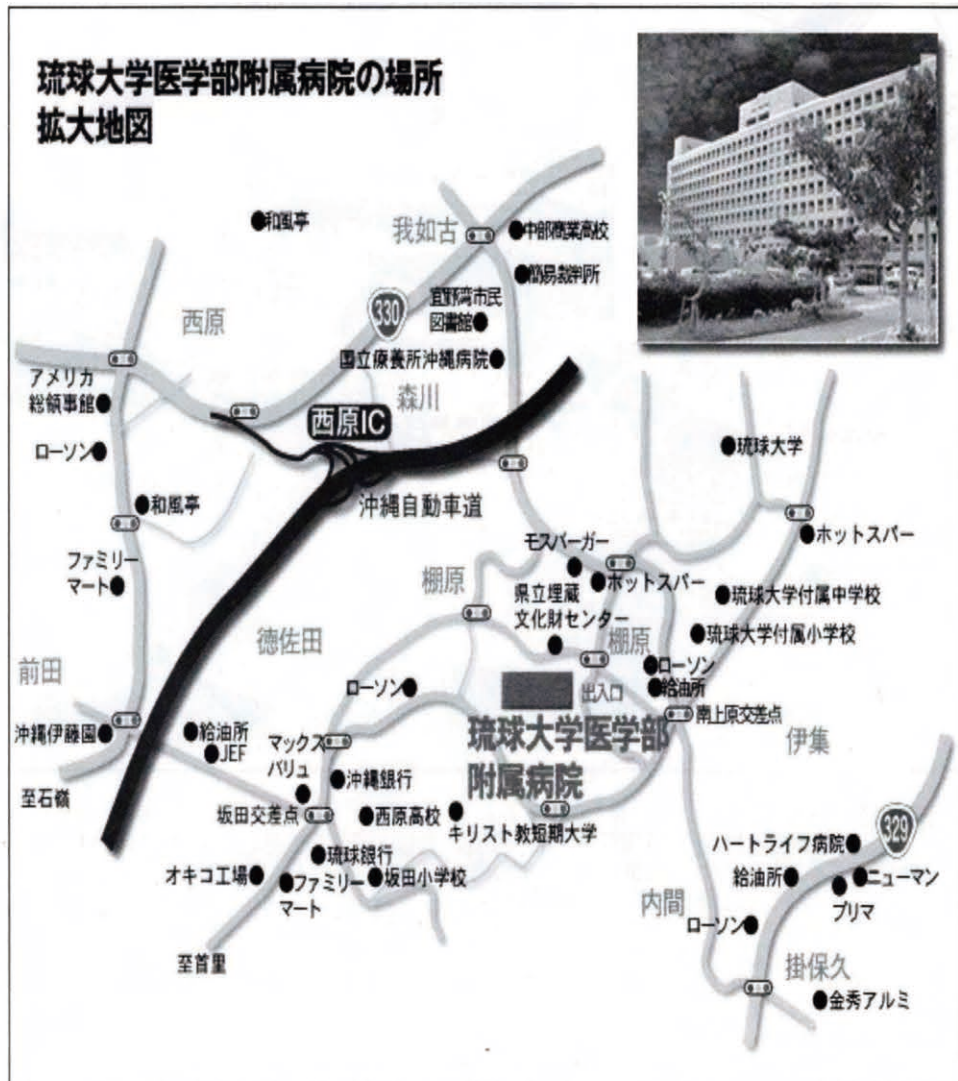 琉球大学医学部附属病院の場所
拡大地図
和風亭
我如古
中部商業高校
簡易裁判所
宜野湾市民
図書館
330
西原
国立療養所沖縄病院
アメリカ
総領事館
森川
西原IC
ローソン
琉球大学
沖縄自動車道
和風亭
ホットスパー
モスバーガー
ファミリー
マート
棚原
県立埋蔵
文化財センター
ホットスパー
琉球大学付属中学校
徳佐田
棚原
琉球大学付属小学校
前田
ローソン
出入口
ローソン
給油所
南上原交差点
沖縄伊藤園
給油所
JEF
マックス
バリュ
琉球大学医学部
附属病院
伊集
至石嶺
沖縄銀行
坂田交差点
西原高校
キリスト教短期大学
329
ハートライフ病院
琉球銀行
オキコ工場
ファミリー
マート
坂田小学校
給油所
ニューマン
プリマ
内間
ローソン
至首里
掛保久
金秀アルミ